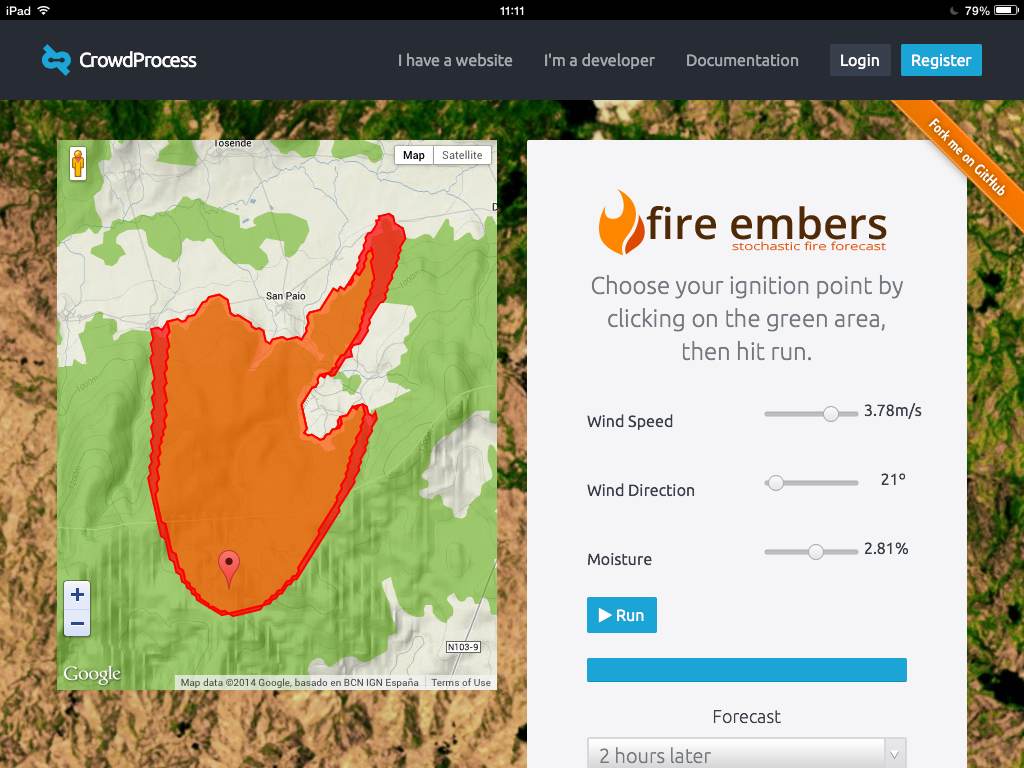 iPad
11:11
79%
CrowdProcess
I have a website
I'm a developer
Documentation
Login
Register
Fork me on GitHub
Tosende
Map
Satellite
San Paio
N103-9
Google
Map data ©2014 Google, basado en BCN IGN España
Terms of Use
fire embers
stochastic fire forecast
Choose your ignition point by
clicking on the green area,
then hit run.
Wind Speed
3.78m/s
Wind Direction
21º
Moisture
2.81%
Run
Forecast
2 hours later